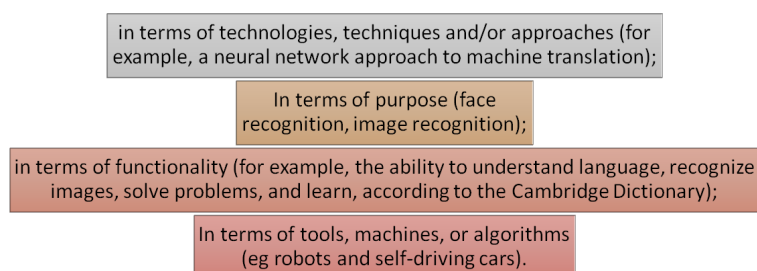 in terms of technologies, techniques and/or approaches (for
example, a neural network approach to machine translation);
In terms of purpose (face
recognition, image recognition);
in terms of functionality (for example, the ability to understand language, recognize
images, solve problems, and learn, according to the Cambridge Dictionary);
In terms of tools, machines, or algorithms
(eg robots and self-driving cars).